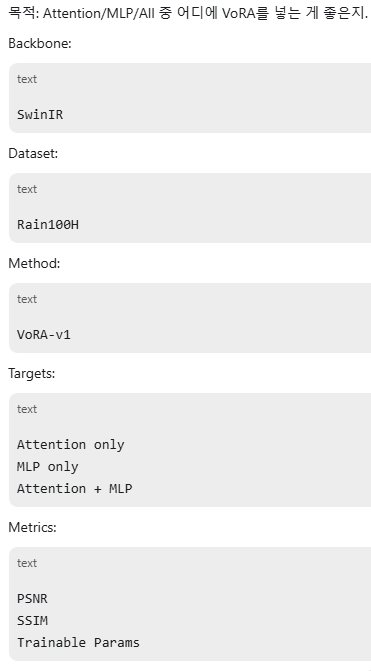 목적: Attention/MLP/All 중 어디에 VoRA를 넣는 게 좋은지.
Backbone:
text
SwinIR
Dataset:
text
Rain100H
Method:
text
VoRA-v1
Targets:
text
Attention only
MLP only
Attention + MLP
Metrics:
text
PSNR
SSIM
Trainable Params